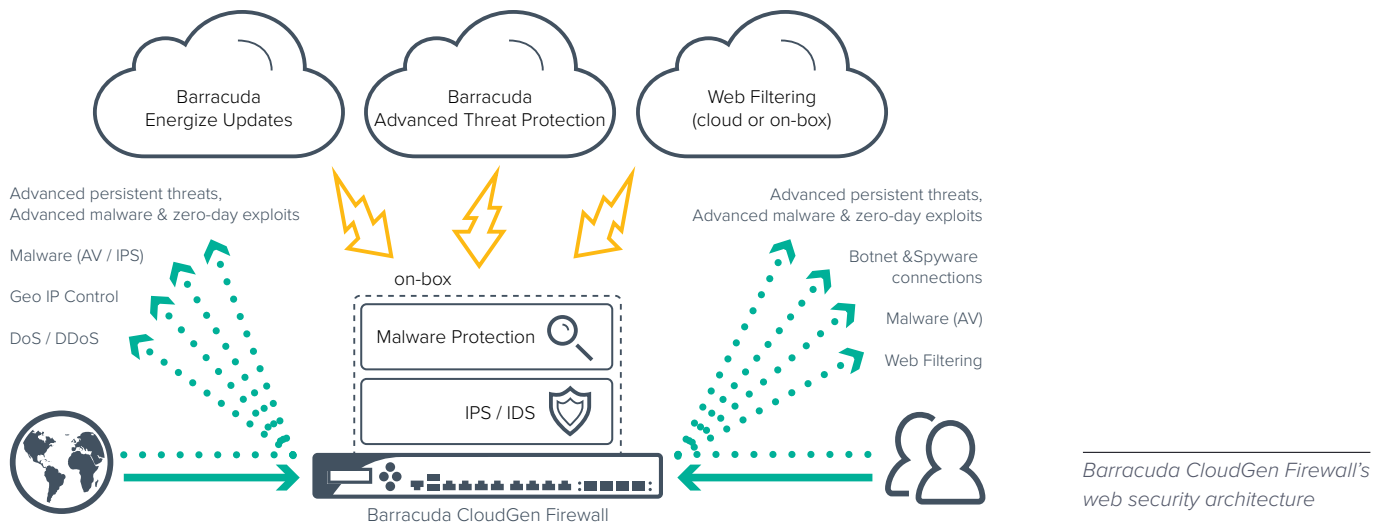 Barracuda
Energize Updates
Barracuda
Advanced Threat Protection
Web Filtering
(cloud or on-box)
Advanced persistent threats,
Advanced malware & zero-day exploits
Malware (AV / IPS)
Geo IP Control
DoS / DDoS
on-box
Malware Protection
IPS / IDS
Barracuda CloudGen Firewall
Advanced persistent threats,
Advanced malware & zero-day exploits
Botnet &Spyware
connections
Malware (AV)
Web Filtering
Barracuda CloudGen Firewall's
web security architecture